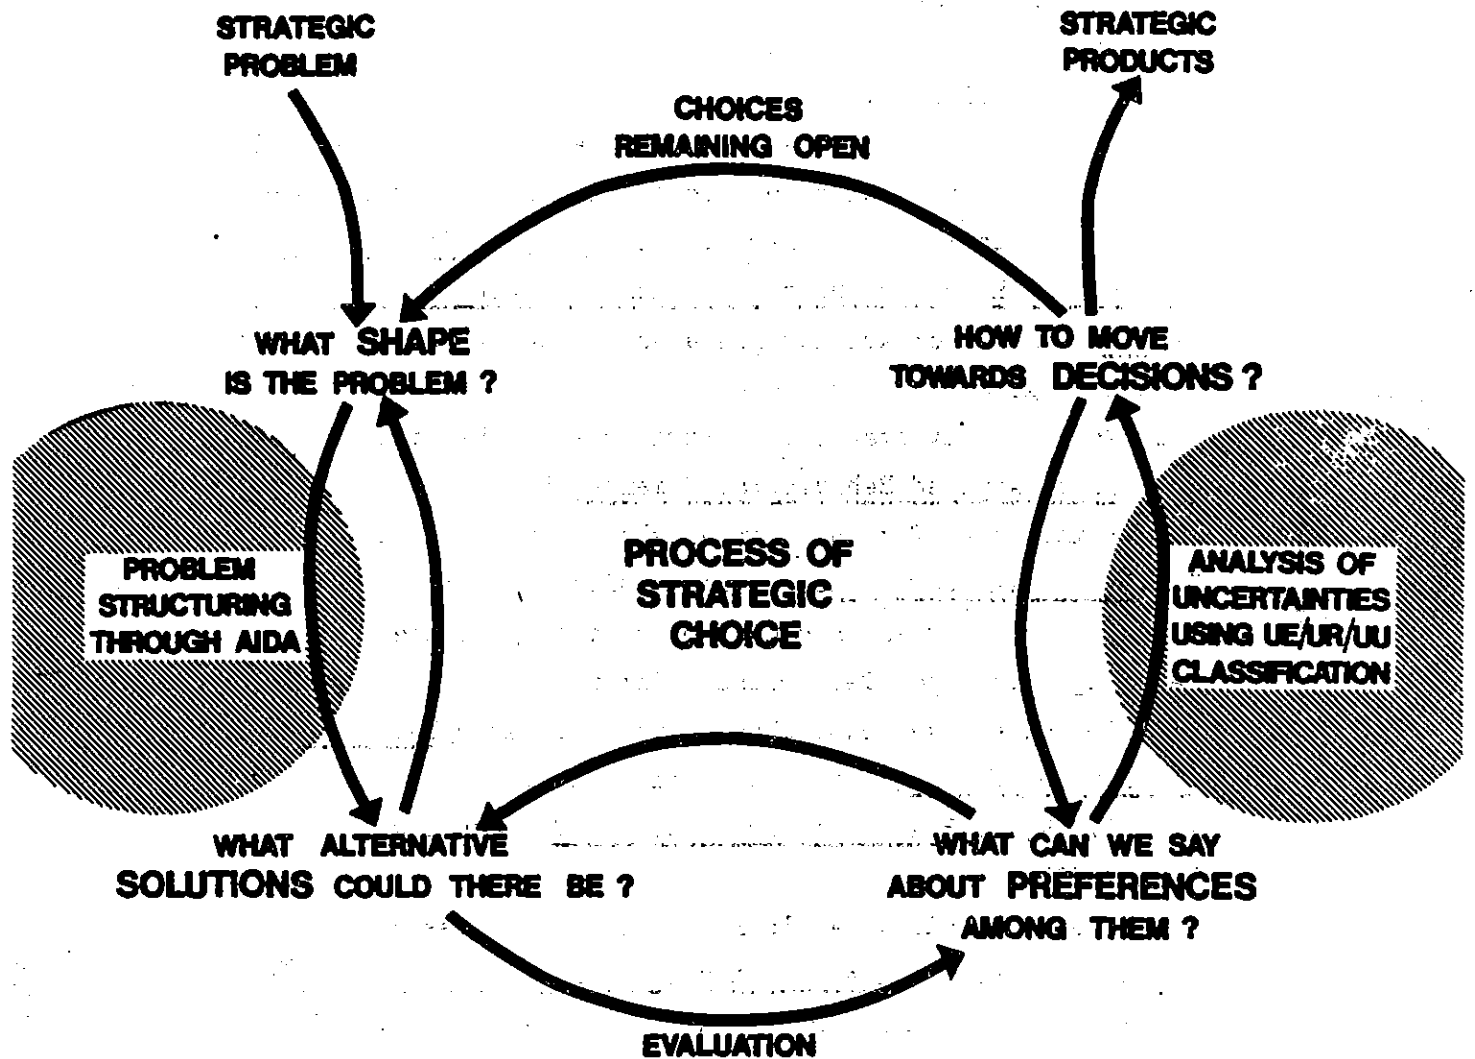 STRATEGIC
PROBLEM
STRATEGIC
PRODUCTS
CHOICES
REMAINING OPEN
WHAT SHAPE
IS THE PROBLEM ?
HOW TO MOVE
TOWARDS DECISIONS ?
PROBLEM
STRUCTURING
THROUGH AIDA
PROCESS OF
STRATEGIC
CHOICE
ANALYSIS OF
UNCERTAINTIES
USING UE/UR/UU
CLASSIFICATION
WHAT ALTERNATIVE
SOLUTIONS COULD THERE BE ?
WHAT CAN WE SAY
ABOUT PREFERENCES
AMONG THEM ?
EVALUATION